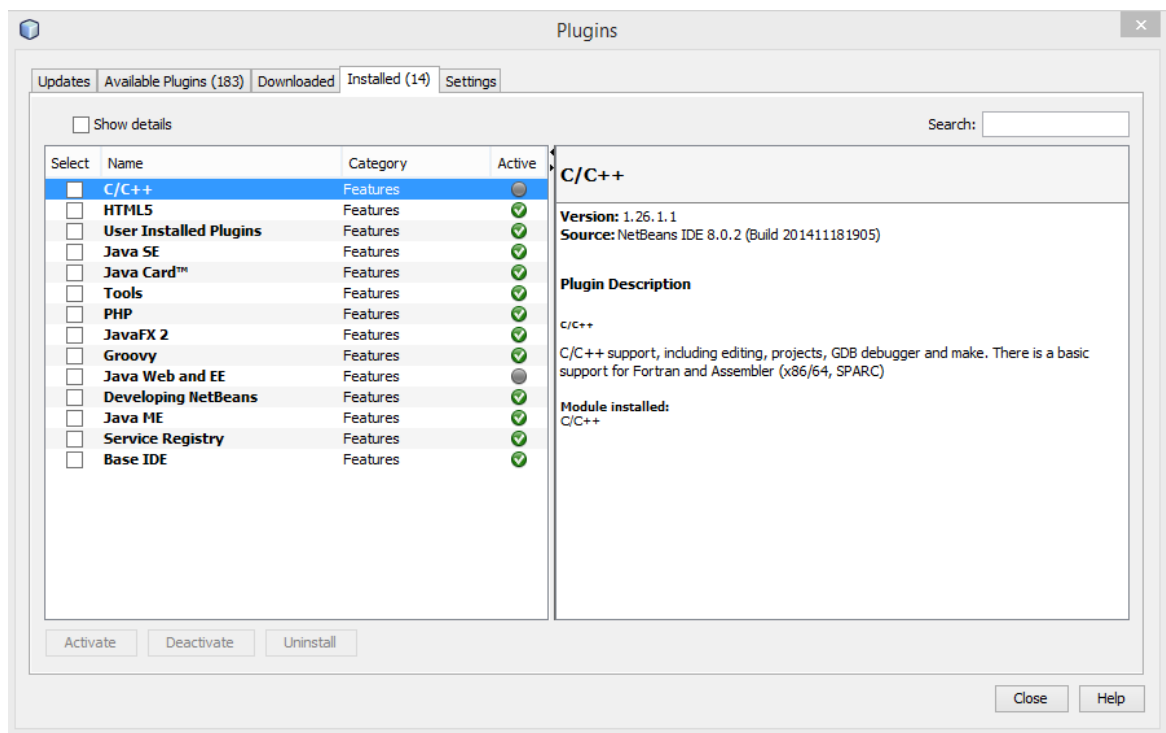 Plugins
Updates Available Plugins (183) Downloaded Installed (14) Settings
Show details Search:
Select Name Category Active
C/C++ Features
HTML5 Features
User Installed Plugins Features
Java SE Features
Java Card™ Features
Tools Features
PHP Features
JavaFX 2 Features
Groovy Features
Java Web and EE Features
Developing NetBeans Features
Java ME Features
Service Registry Features
Base IDE Features
C/C++
Version: 1.26.1.1
Source: NetBeans IDE 8.0.2 (Build 201411181905)
Plugin Description
C/C++
C/C++ support, including editing, projects, GDB debugger and make. There is a basic
support for Fortran and Assembler (x86/64, SPARC)
Module installed:
C/C++
Activate Deactivate Uninstall
Close Help